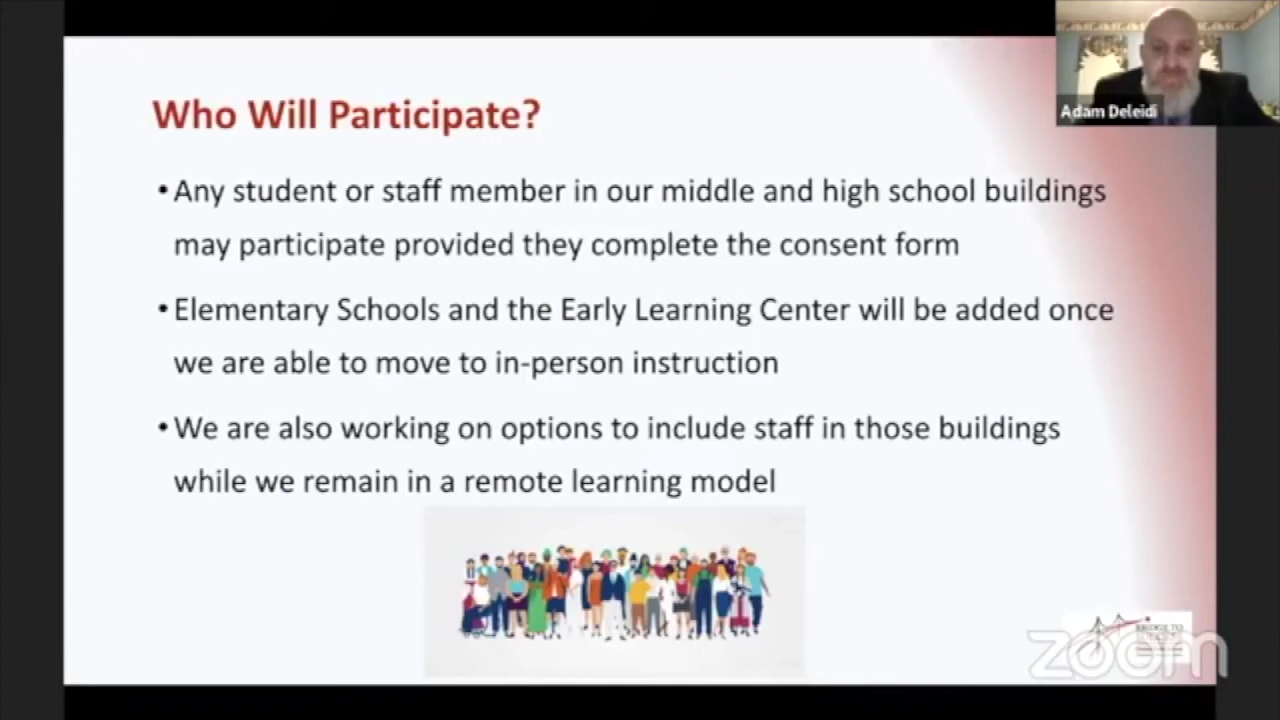 Adam Deleidi
Who Will Participate?
• Any student or staff member in our middle and high school buildings
may participate provided they complete the consent form
• Elementary Schools and the Early Learning Center will be added once
we are able to move to in-person instruction
• We are also working on options to include staff in those buildings
while we remain in a remote learning model
BRIDGE TO
zoom